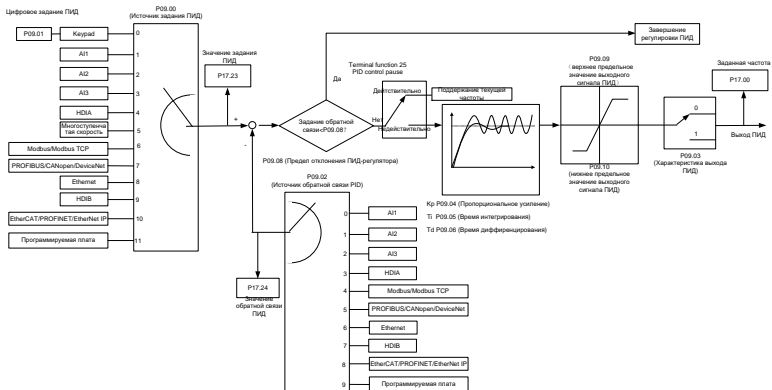 Цифровое задание ПИД
P09.00
(Источник задания ПИД)
P09.01
Keypad
0
AI1
1
AI2
2
AI3
3
HDIA
4
Многоступенча
тая скорость
5
Modbus/Modbus TCP
6
PROFIBUS/CANopen/DeviceNet
7
Ethernet
8
HDIB
9
EtherCAT/PROFINET/EtherNet IP
10
Программируемая плата
11
Значение задания
ПИД
P17.23
+
-
Да
Задание обратной
связи<P09.08?
Нет
P09.08 (Предел отклонения ПИД-регулятора)
Завершение
регулировки ПИД
Terminal function 25
PID control pause
Действительно
Недействительно
Поддержание текущей
частоты
P09.09
(верхнее предельное
значение выходного
сигнала ПИД)
P09.10
(нижнее предельное
значение выходного
сигнала ПИД)
Заданная частота
P17.00
0
1
Выход ПИД
P09.03
(Характеристика выхода
ПИД)
Kp P09.04 (Пропорциональное усиление)
Ti P09.05 (Время интегрирования)
Td P09.06 (Время диффиренцирования)
P09.02
(Источник обратной связи PID)
P17.24
Значение
обратной связи
ПИД
0
AI1
1
AI2
2
AI3
3
HDIA
4
Modbus/Modbus TCP
5
PROFIBUS/CANopen/DeviceNet
6
Ethernet
7
HDIB
8
EtherCAT/PROFINET/EtherNet IP
9
Программируемая плата